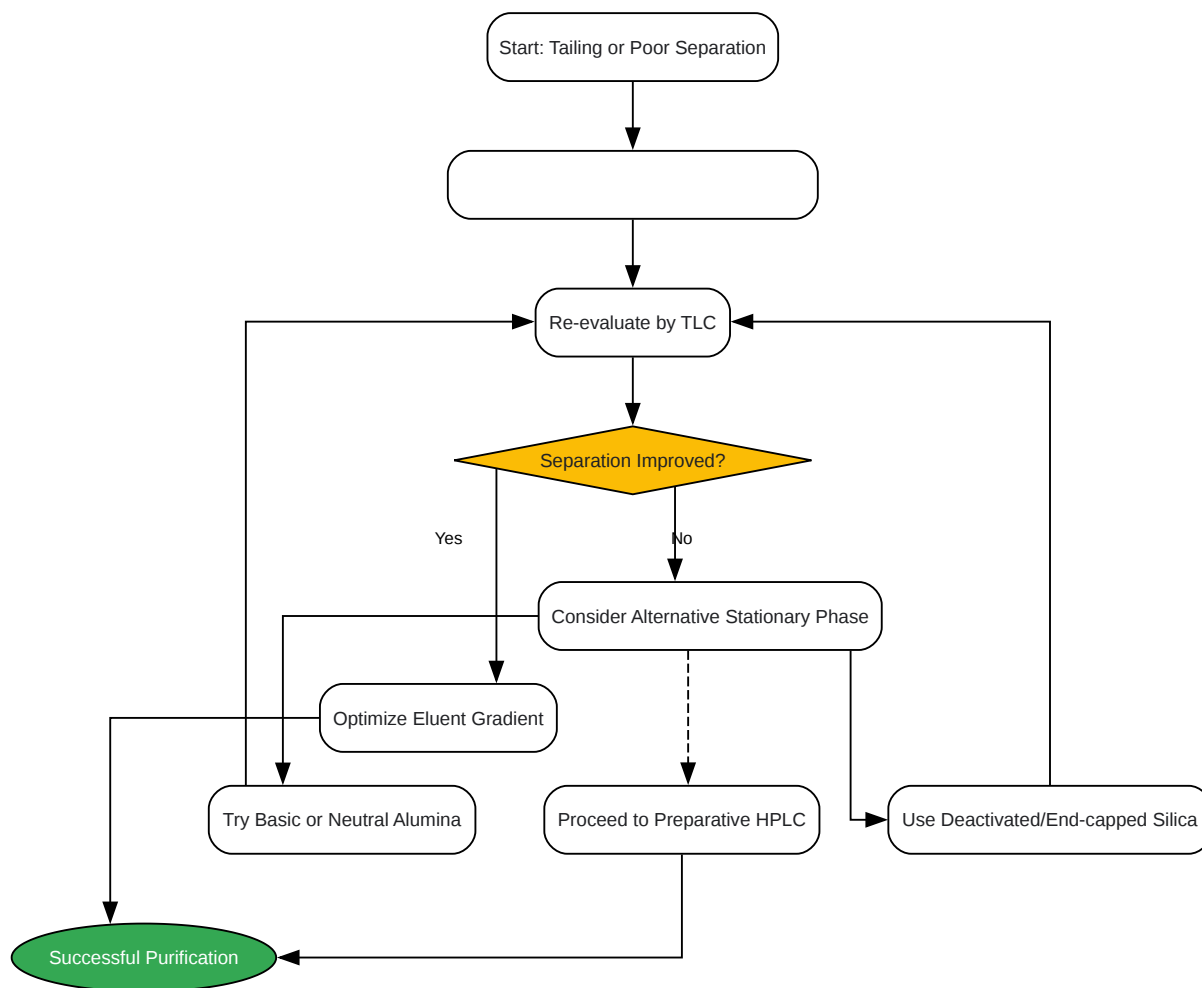 Start: Tailing or Poor Separation
Re-evaluate by TLC
Separation Improved?
Yes
No
Consider Alternative Stationary Phase
Optimize Eluent Gradient
Try Basic or Neutral Alumina
Proceed to Preparative HPLC
Use Deactivated/End-capped Silica
Successful Purification